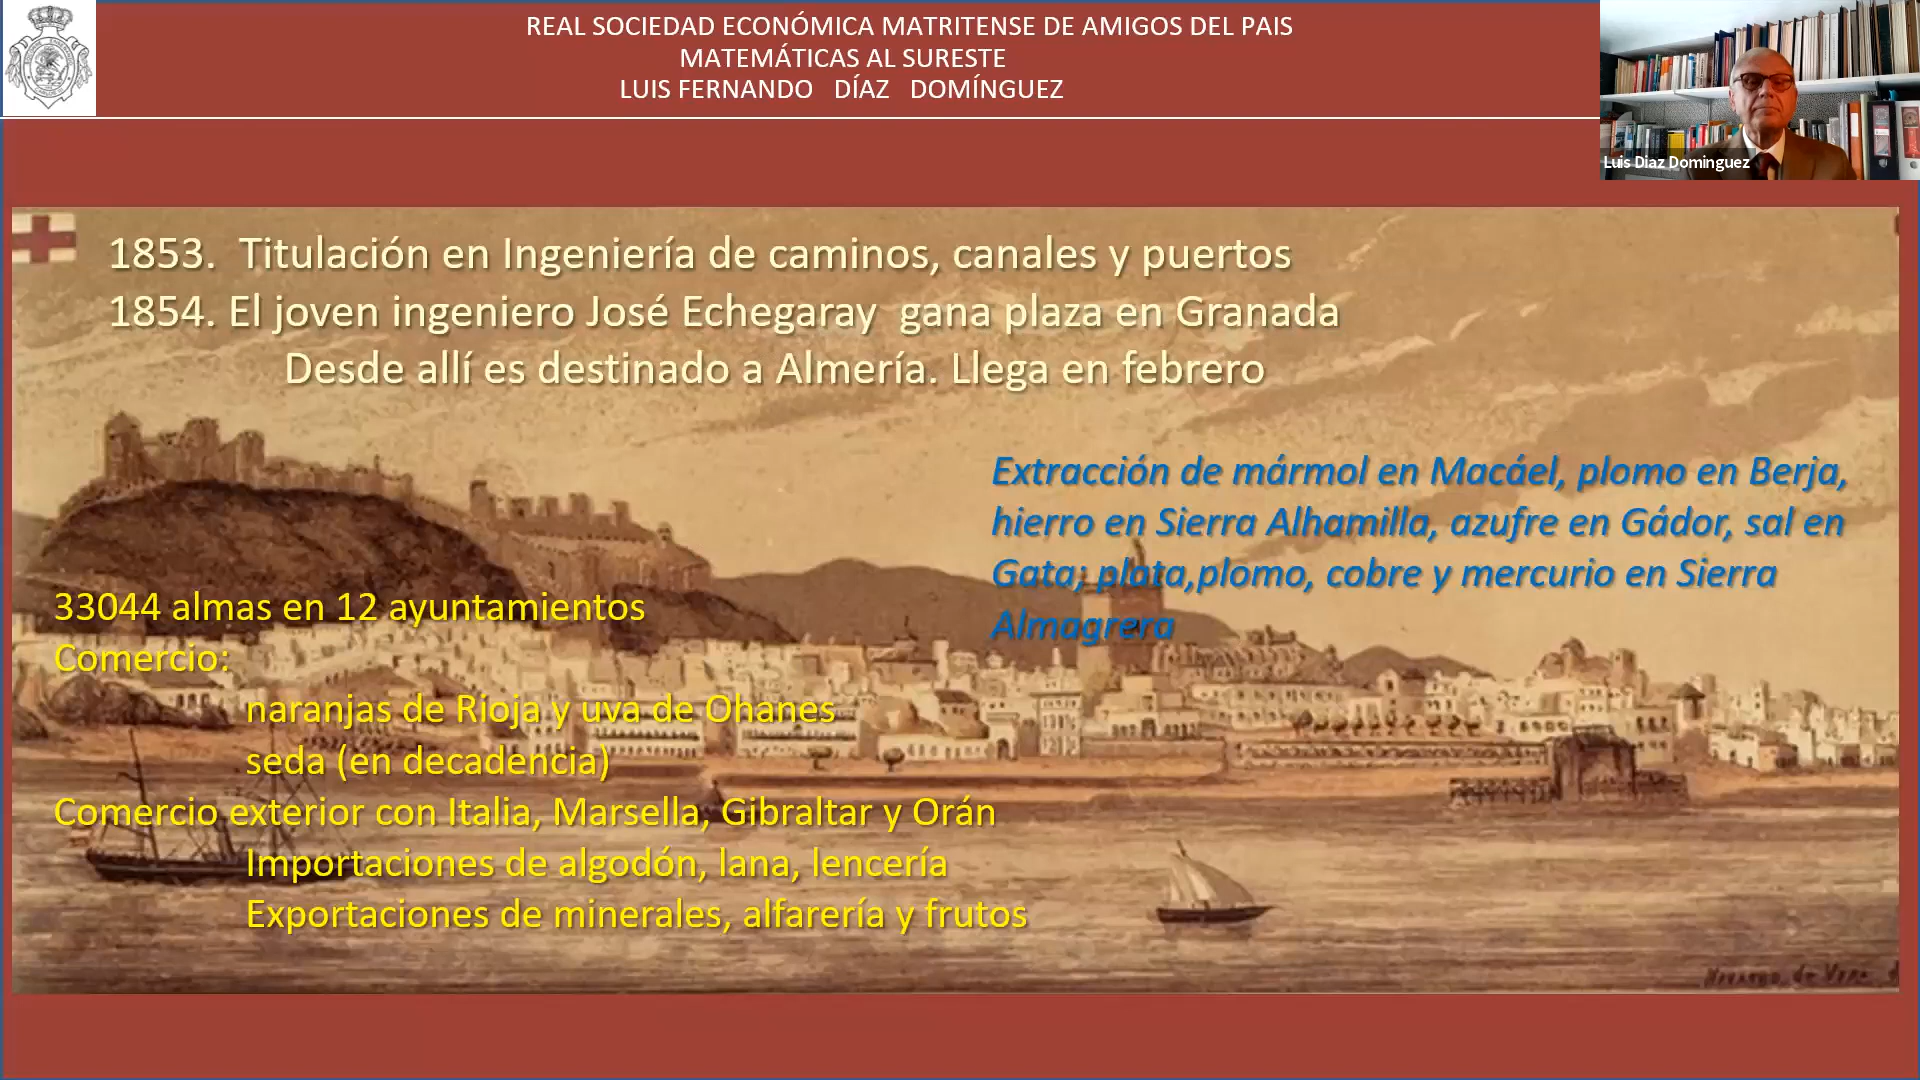 REAL SOCIEDAD ECONÓMICA MATRITENSE DE AMIGOS DEL PAIS
MATEMÁTICAS AL SURESTE
LUIS FERNANDO DÍAZ DOMÍNGUEZ
Luis Diaz Dominguez
1853. Titulación en Ingeniería de caminos, canales y puertos
1854. El joven ingeniero José Echegaray gana plaza en Granada
Desde allí es destinado a Almería. Llega en febrero
Extracción de mármol en Macáel, plomo en Berja,
hierro en Sierra Alhamilla, azufre en Gádor, sal en
Gata; plata,plomo, cobre y mercurio en Sierra
Almagrera
33044 almas en 12 ayuntamientos
Comercio:
naranjas de Rioja y uva de Ohanes
seda (en decadencia)
Comercio exterior con Italia, Marsella, Gibraltar y Orán
Importaciones de algodón, lana, lencería
Exportaciones de minerales, alfarería y frutos